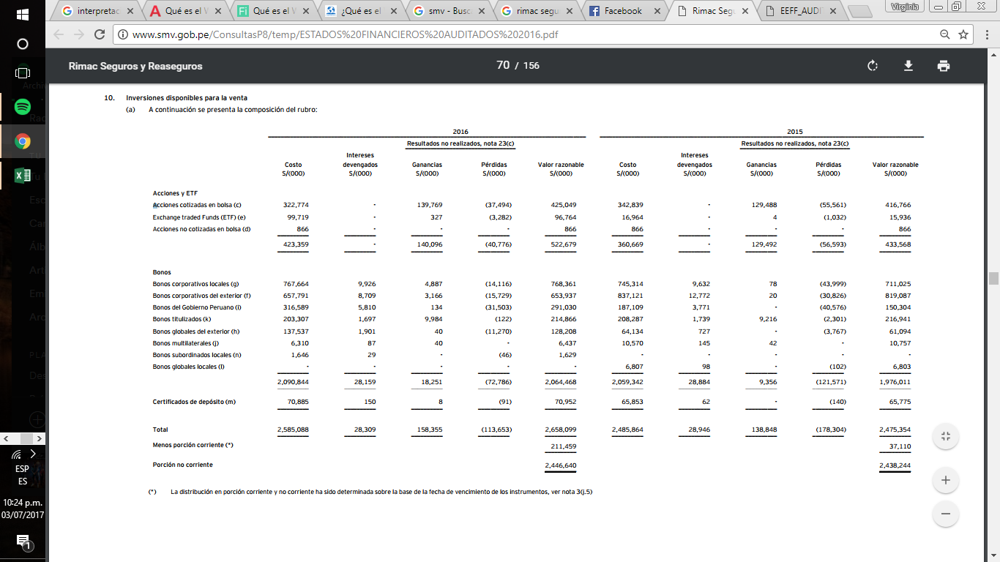 interpretac
Qué es el V
Qué es el V
¿Qué es el
smv - Busc
rimac segu
Facebook
Rimac Segu
EEFF_AUDI
Virginia
www.smv.gob.pe/ConsultasP8/temp/ESTADOS%20FINANCIEROS%20AUDITADOS%202016.pdf
Rimac Seguros y Reaseguros
70 / 156
10. Inversiones disponibles para la venta
(a) A continuación se presenta la composición del rubro:
2016 2015
Resultados no realizados, nota 23(c) Resultados no realizados, nota 23(c)
Intereses Intereses
Costo devengados Ganancias Pérdidas Valor razonable Costo devengados Ganancias Pérdidas Valor razonable
S/(000) S/(000) S/(000) S/(000) S/(000) S/(000) S/(000) S/(000) S/(000) S/(000)
Acciones y ETF
Acciones cotizadas en bolsa (c) 322,774 - 139,769 (37,494) 425,049 342,839 - 129,488 (55,561) 416,766
Exchange traded Funds (ETF) (e) 99,719 - 327 (3,282) 96,764 16,964 - 4 (1,032) 15,936
Acciones no cotizadas en bolsa (d) 866 - - - 866 866 - - - 866
423,359 - 140,096 (40,776) 522,679 360,669 - 129,492 (56,593) 433,568
Bonos
Bonos corporativos locales (g) 767,664 9,926 4,887 (14,116) 768,361 745,314 9,632 78 (43,999) 711,025
Bonos corporativos del exterior (f) 657,791 8,709 3,166 (15,729) 653,937 837,121 12,772 20 (30,826) 819,087
Bonos del Gobierno Peruano (i) 316,589 5,810 134 (31,503) 291,030 187,109 3,771 - (40,576) 150,304
Bonos titulizados (k) 203,307 1,697 9,984 (122) 214,866 208,287 1,739 9,216 (2,301) 216,941
Bonos globales del exterior (h) 137,537 1,901 40 (11,270) 128,208 64,134 727 - (3,767) 61,094
Bonos multilaterales (j) 6,310 87 40 - 6,437 10,570 145 42 - 10,757
Bonos subordinados locales (n) 1,646 29 - (46) 1,629 - - - - -
Bonos globales locales (l) - - - - - 6,807 98 - (102) 6,803
2,090,844 28,159 18,251 (72,786) 2,064,468 2,059,342 28,884 9,356 (121,571) 1,976,011
Certificados de depósito (m) 70,885 150 8 (91) 70,952 65,853 62 - (140) 65,775
Total 2,585,088 28,309 158,355 (113,653) 2,658,099 2,485,864 28,946 138,848 (178,304) 2,475,354
Menos porción corriente (*) 211,459 37,110
Porción no corriente 2,446,640 2,438,244
(*) La distribución en porción corriente y no corriente ha sido determinada sobre la base de la fecha de vencimiento de los instrumentos, ver nota 3(j.5)
ESP
ES
10:24 p.m.
03/07/2017
1